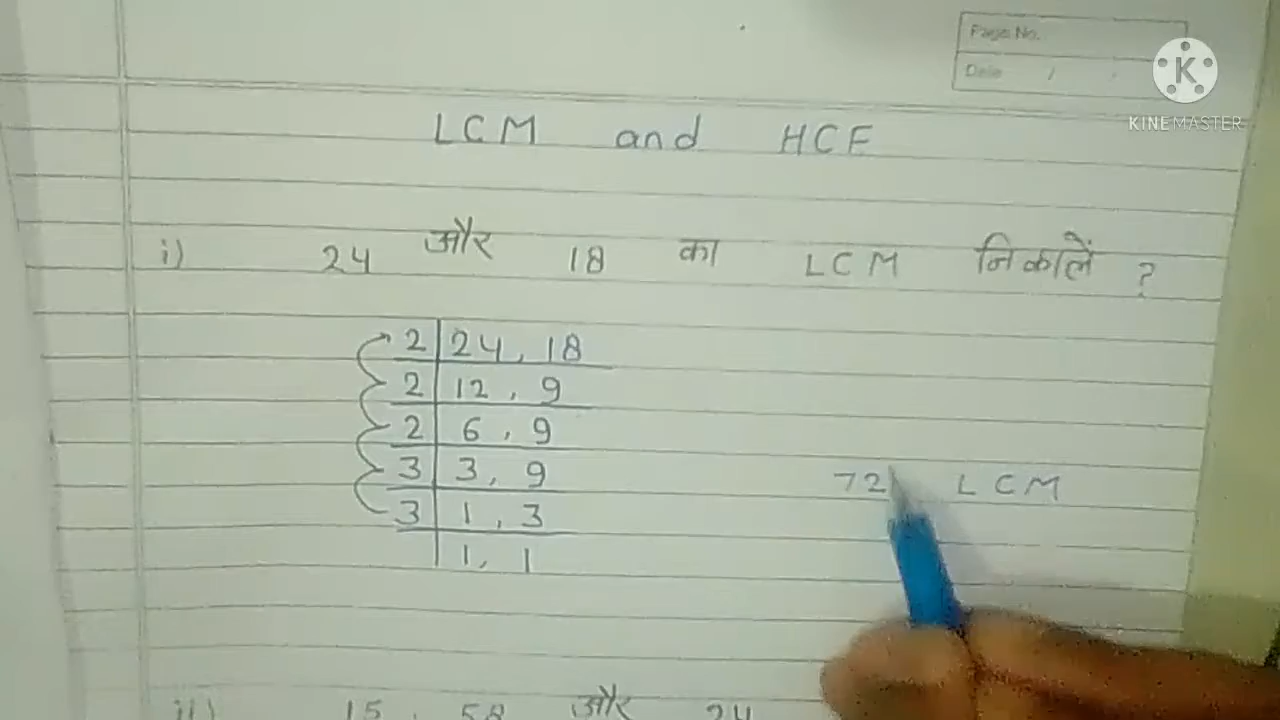 Page No.
Date / /
KINEMASTER
LCM and HCF
i) 24 और 18 का LCM निकालें ?
2 24, 18
2 12, 9
2 6, 9
3 3, 9
72 LCM
3 1, 3
1, 1
ii) 15, 58 और 24